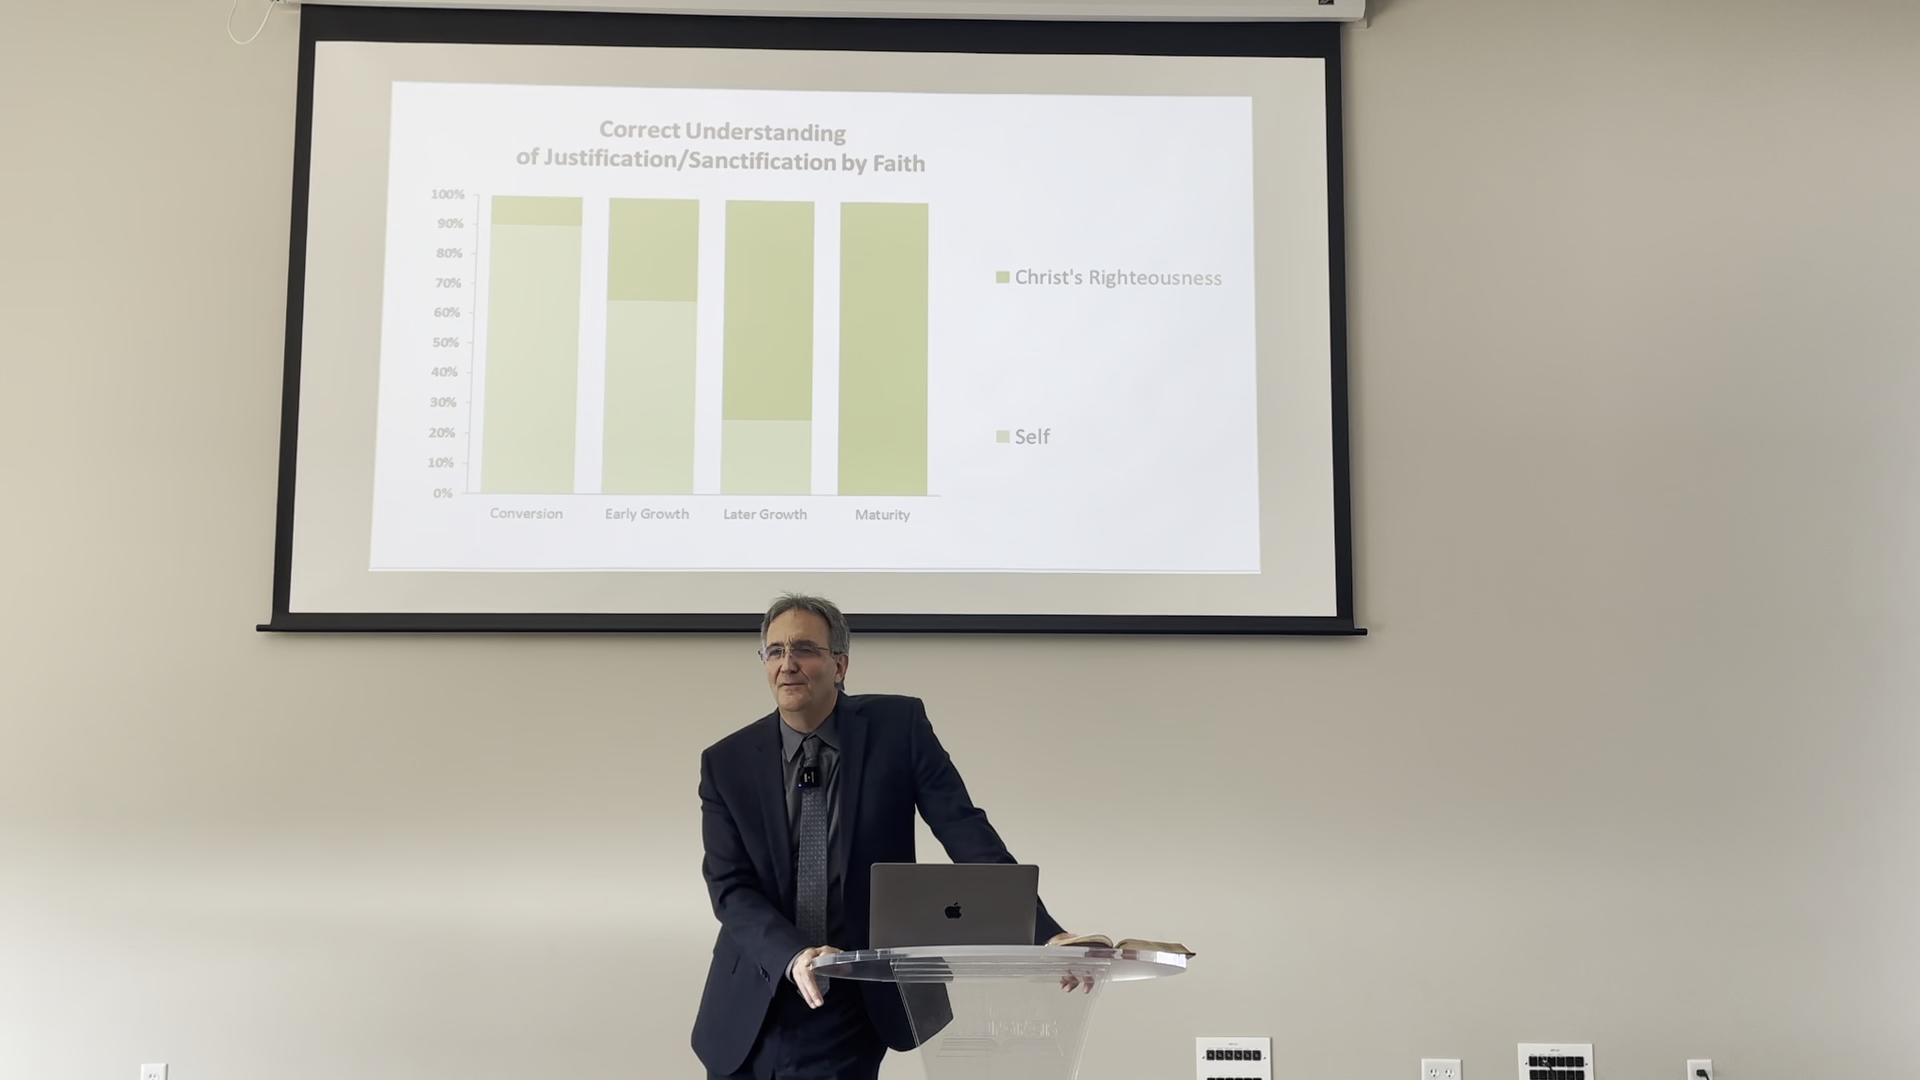 Correct Understanding
of Justification/Sanctification by Faith
100%
90%
80%
70%
60%
50%
40%
30%
20%
10%
0%
Conversion
Early Growth
Later Growth
Maturity
Christ's Righteousness
Self